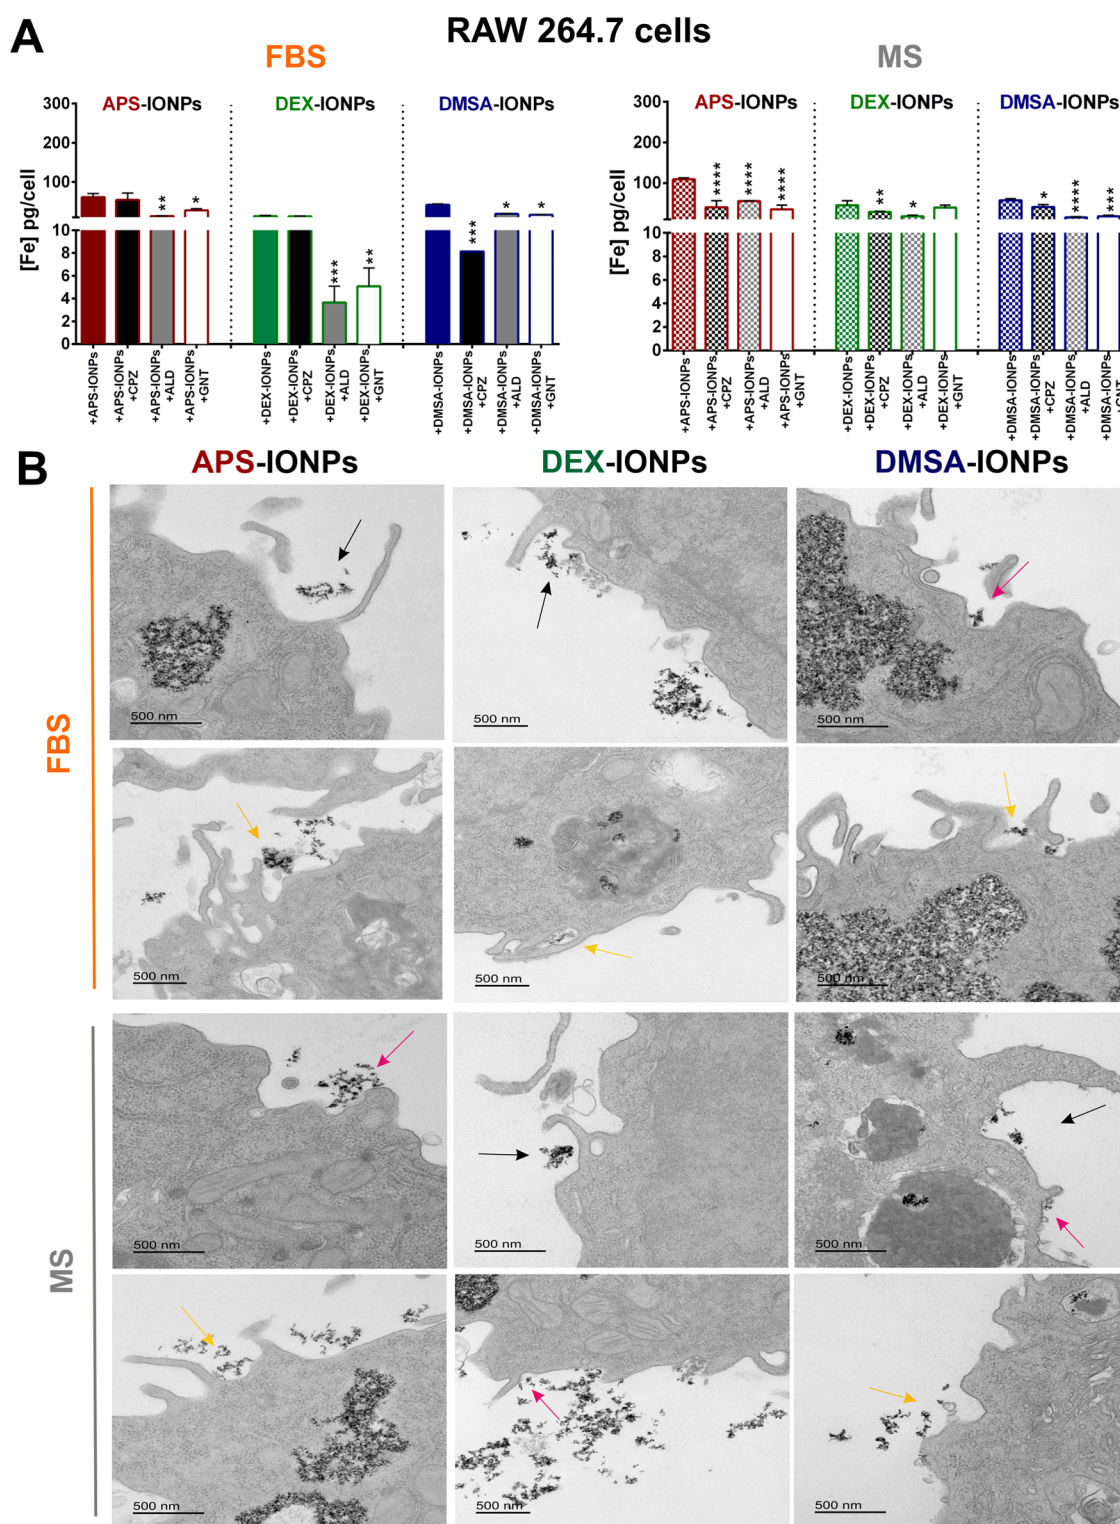 A
RAW 264.7 cells
FBS
MS
[Fe] pg/cell
300
200
100
10
8
6
4
2
0
APS-IONPs
DEX-IONPs
DMSA-IONPs
**
*
***
**
***
*
*
+APS-IONPs
+APS-IONPs
+CPZ
+APS-IONPs
+ALD
+APS-IONPs
+GNT
+DEX-IONPs
+DEX-IONPs
+CPZ
+DEX-IONPs
+ALD
+DEX-IONPs
+GNT
+DMSA-IONPs
+DMSA-IONPs
+CPZ
+DMSA-IONPs
+ALD
+DMSA-IONPs
+GNT
[Fe] pg/cell
300
200
100
10
8
6
4
2
0
APS-IONPs
DEX-IONPs
DMSA-IONPs
****
****
****
**
*
*
****
***
+APS-IONPs
+APS-IONPs
+CPZ
+APS-IONPs
+ALD
+APS-IONPs
+GNT
+DEX-IONPs
+DEX-IONPs
+CPZ
+DEX-IONPs
+ALD
+DEX-IONPs
+GNT
+DMSA-IONPs
+DMSA-IONPs
+CPZ
+DMSA-IONPs
+ALD
+DMSA-IONPs
+GNT
B
APS-IONPs
DEX-IONPs
DMSA-IONPs
FBS
500 nm
500 nm
500 nm
500 nm
500 nm
500 nm
MS
500 nm
500 nm
500 nm
500 nm
500 nm
500 nm